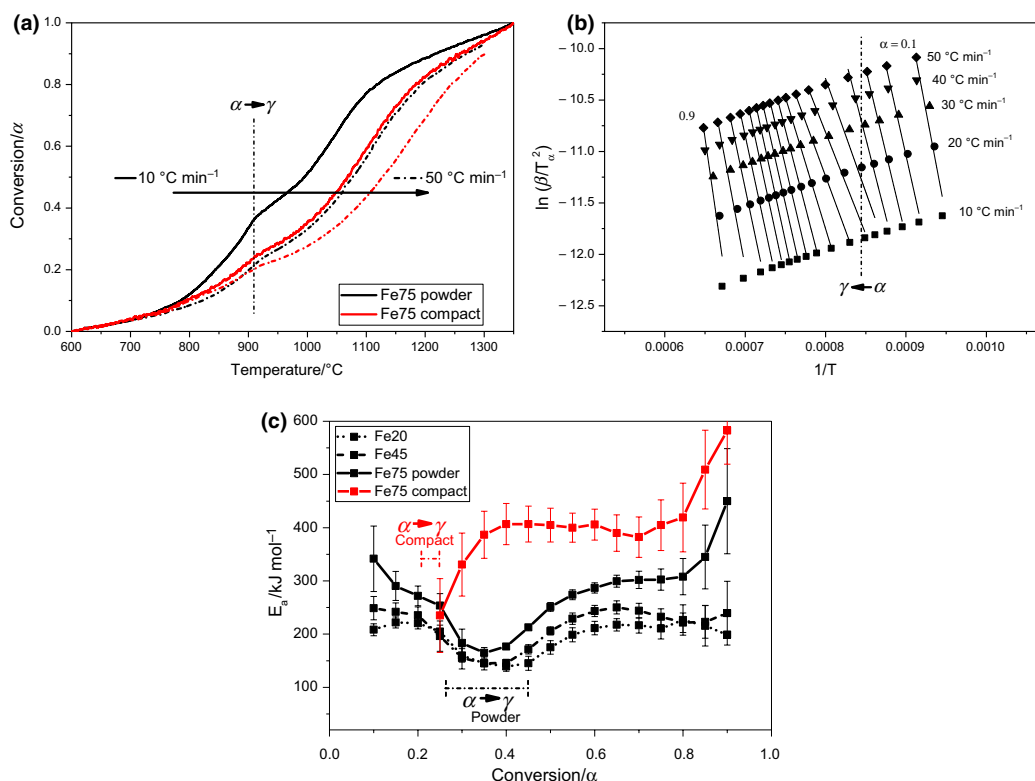 (a)
1.0
0.8
0.6
0.4
0.2
0.0
Conversion/α
α→γ
10 °C min⁻¹
50 °C min⁻¹
Fe75 powder
Fe75 compact
600
700
800
900
1000
1100
1200
1300
Temperature/°C
(b)
− 10.0
− 10.5
− 11.0
− 11.5
− 12.0
− 12.5
ln (β/T²α)
α = 0.1
50 °C min⁻¹
40 °C min⁻¹
30 °C min⁻¹
20 °C min⁻¹
10 °C min⁻¹
0.9
γ←α
0.0006
0.0007
0.0008
0.0009
0.0010
1/T
(c)
600
500
400
300
200
100
Eₐ/kJ mol⁻¹
Fe20
Fe45
Fe75 powder
Fe75 compact
α→γ
Compact
α→γ
Powder
0.0
0.2
0.4
0.6
0.8
1.0
Conversion/α